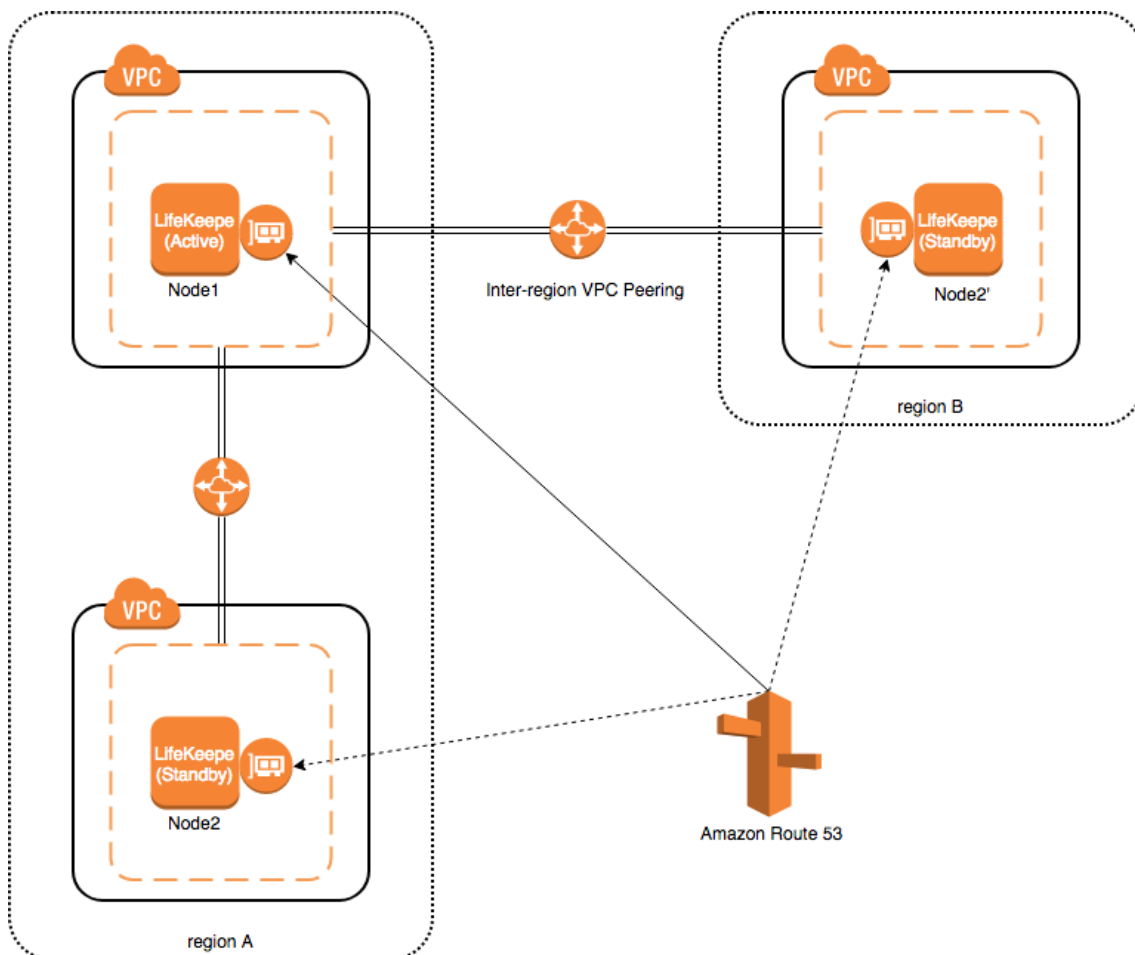 VPC
VPC
LifeKeepe
(Active)
LifeKeepe
(Standby)
Node1
Inter-region VPC Peering
Node2'
region B
VPC
LifeKeepe
(Standby)
Node2
Amazon Route 53
region A